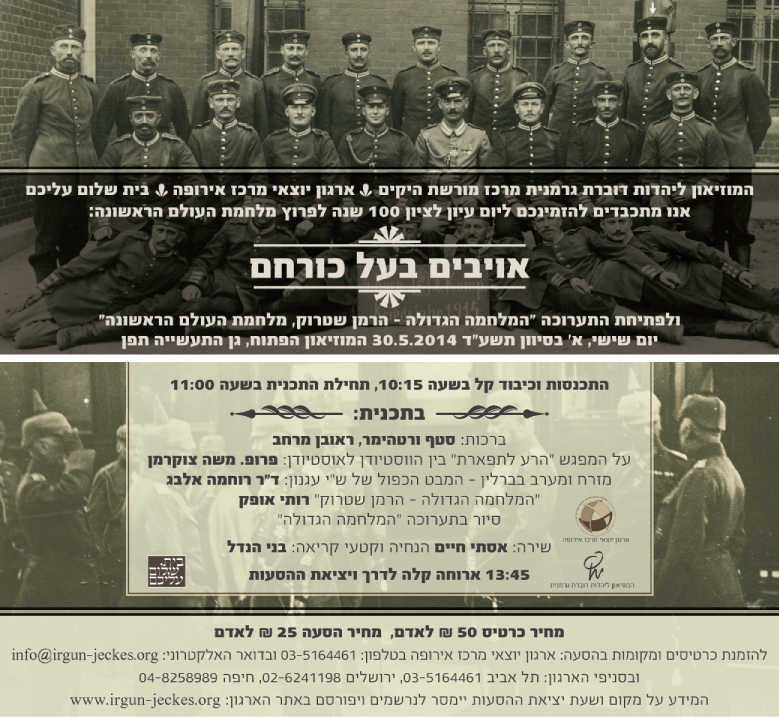 המוזיאון ליהדות דוברת גרמנית מרכז מורשת היקים ארגון יוצאי מרכז אירופה בית שלום עליכם
אנו מתכבדים להזמינכם ליום עיון לציון 100 שנה לפרוץ מלחמת העולם הראשונה:
אויבים בעל כורחם
ולפתיחת התערוכה "המלחמה הגדולה - הרמן שטרוק, מלחמת העולם הראשונה"
יום שישי, א' בסיוון תשע"ד 30.5.2014 המוזיאון הפתוח, גן התעשייה תפן
התכנסות וכיבוד קל בשעה 10:15, תחילת התכנית בשעה 11:00
בתכנית:
ברכות: סטף ורטהימר, ראובן מרחב
על המפגש "הרע לתפארת" בין הווסטיודן לאוסטיודן: פרופ. משה צוקרמן
מזרח ומערב בברלין - המבט הכפול של ש"י עגנון: ד"ר רוחמה אלבג
"המלחמה הגדולה - הרמן שטרוק" רותי אופק
סיור בתערוכה "המלחמה הגדולה"
ארגון יוצאי מרכז אירופה
שירה: אסתי חיים הנחיה וקטעי קריאה: בני הנדל
בית שלום עליכם
13:45 ארוחה קלה לדרך ויציאת ההסעות
המוזיאון ליהדות דוברת גרמנית
מחיר כרטיס 50 ₪ לאדם, מחיר הסעה 25 ₪ לאדם
להזמנת כרטיסים ומקומות בהסעה: ארגון יוצאי מרכז אירופה בטלפון: 03-5164461 ובדואר האלקטרוני: info@irgun-jeckes.org
ובסניפי הארגון: תל אביב 03-5164461, ירושלים 02-6241198, חיפה 04-8258989
המידע על מקום ושעת יציאת ההסעות יימסר לנרשמים ויפורסם באתר הארגון: www.irgun-jeckes.org